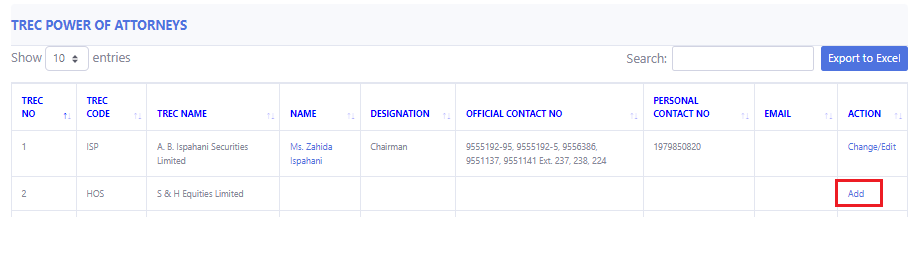 TREC POWER OF ATTORNEYS
Show 10 entries
Search:
Export to Excel
TREC NO
TREC CODE
TREC NAME
NAME
DESIGNATION
OFFICIAL CONTACT NO
PERSONAL CONTACT NO
EMAIL
ACTION
1
ISP
A. B. Ispahani Securities
Limited
Ms. Zahida
Ispahani
Chairman
9555192-95, 9555192-5, 9556386,
9551137, 9551141 Ext. 237, 238, 224
1979850820
Change/Edit
2
HOS
S & H Equities Limited
Add